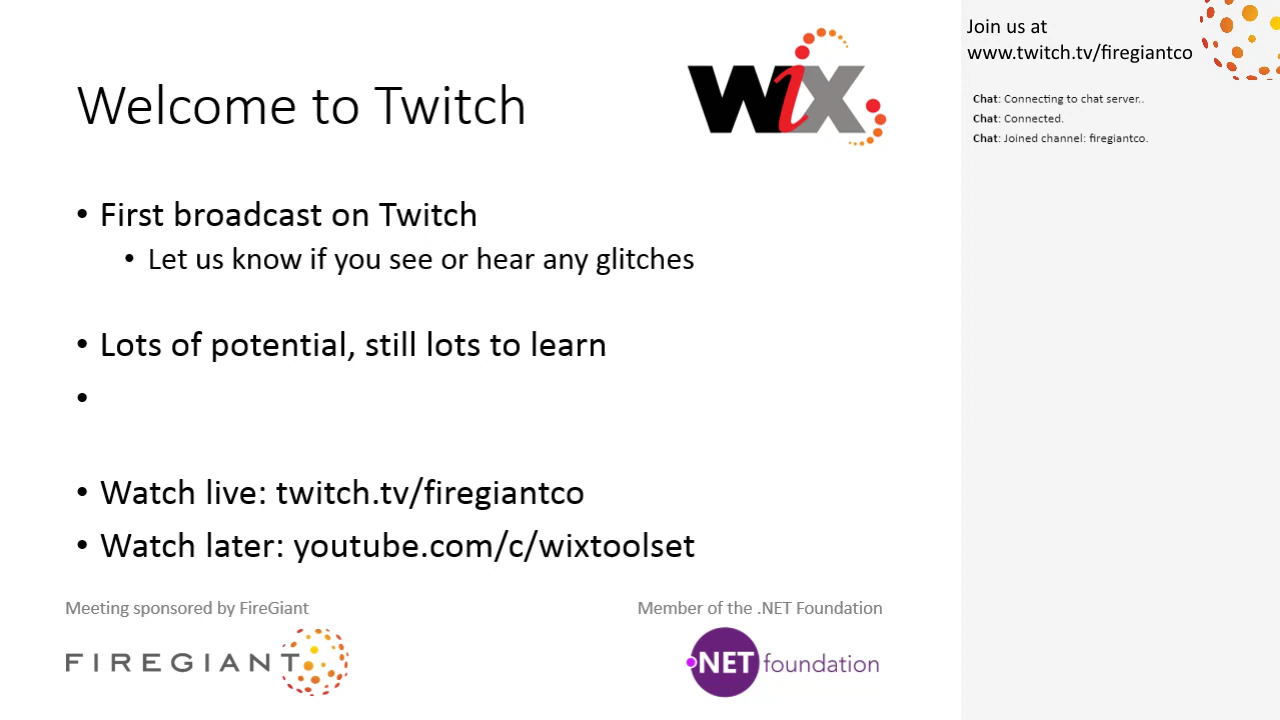 Welcome to Twitch
WiX
• First broadcast on Twitch
• Let us know if you see or hear any glitches
• Lots of potential, still lots to learn
•
• Watch live: twitch.tv/firegiantco
• Watch later: youtube.com/c/wixtoolset
Meeting sponsored by FireGiant
FIREGIANT
Member of the .NET Foundation
.NET foundation
Join us at
www.twitch.tv/firegiantco
Chat: Connecting to chat server..
Chat: Connected.
Chat: Joined channel: firegiantco.